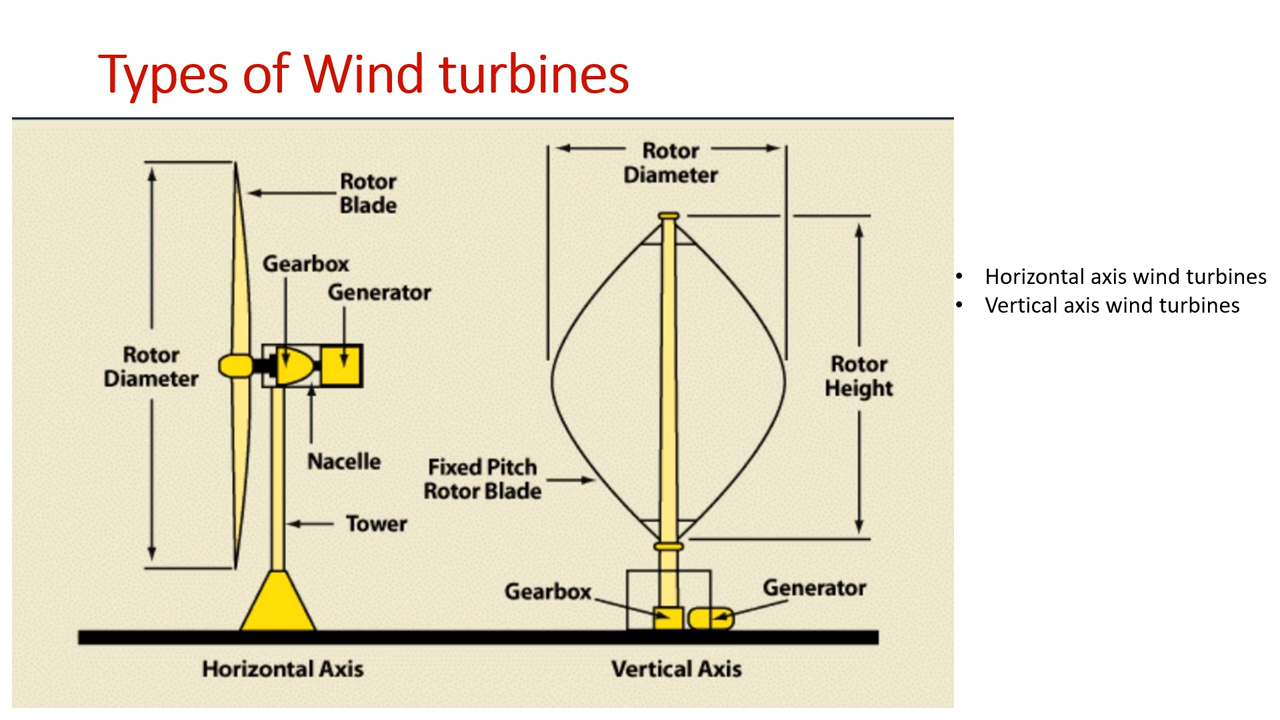 Types of Wind turbines
Rotor
Blade
Gearbox
Generator
Rotor
Diameter
Nacelle
Tower
Horizontal Axis
Rotor
Diameter
Rotor
Height
Fixed Pitch
Rotor Blade
Gearbox
Generator
Vertical Axis
• Horizontal axis wind turbines
• Vertical axis wind turbines